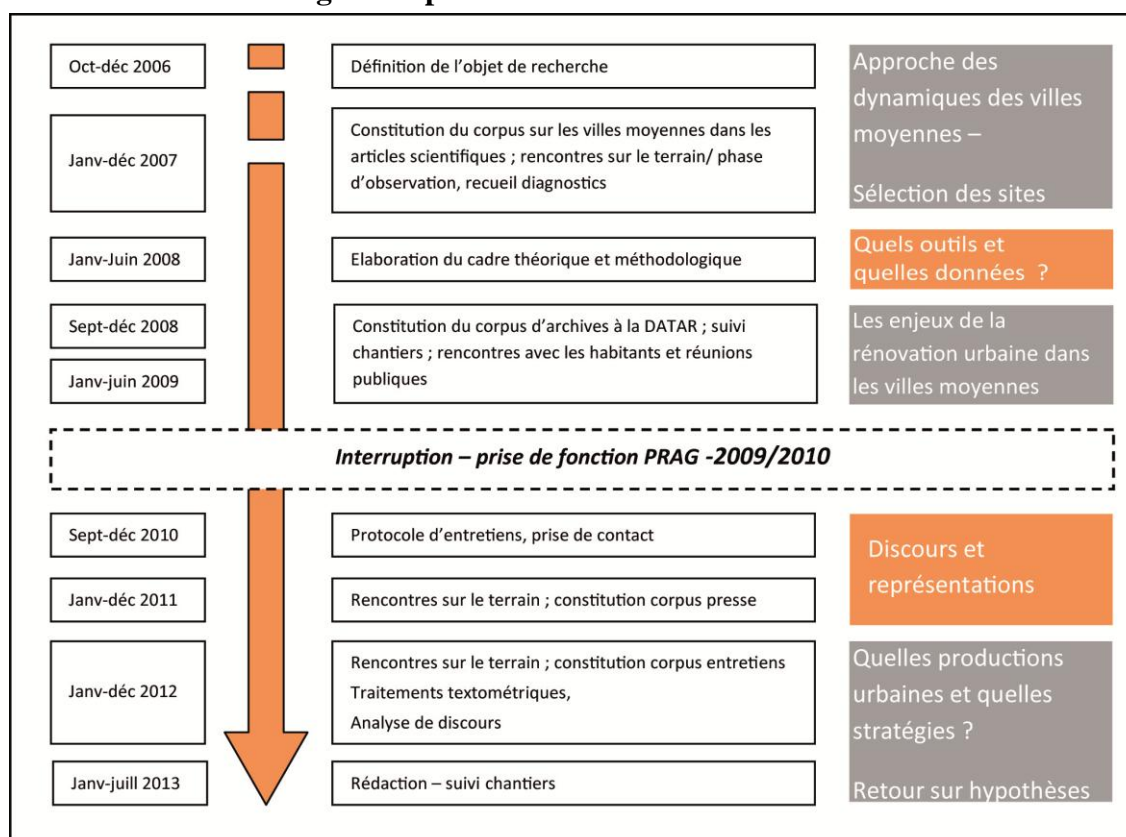 Oct-déc 2006
Définition de l'objet de recherche
Approche des
dynamiques des villes
moyennes –
Sélection des sites
Janv-déc 2007
Constitution du corpus sur les villes moyennes dans les
articles scientifiques ; rencontres sur le terrain/ phase
d'observation, recueil diagnostics
Janv-Juin 2008
Elaboration du cadre théorique et méthodologique
Quels outils et
quelles données ?
Sept-déc 2008
Janv-juin 2009
Constitution du corpus d'archives à la DATAR ; suivi
chantiers ; rencontres avec les habitants et réunions
publiques
Les enjeux de la
rénovation urbaine dans
les villes moyennes
Interruption – prise de fonction PRAG -2009/2010
Sept-déc 2010
Protocole d'entretiens, prise de contact
Discours et
représentations
Janv-déc 2011
Rencontres sur le terrain ; constitution corpus presse
Janv-déc 2012
Rencontres sur le terrain ; constitution corpus entretiens
Traitements textométriques,
Analyse de discours
Quelles productions
urbaines et quelles
stratégies ?
Retour sur hypothèses
Janv-juill 2013
Rédaction – suivi chantiers